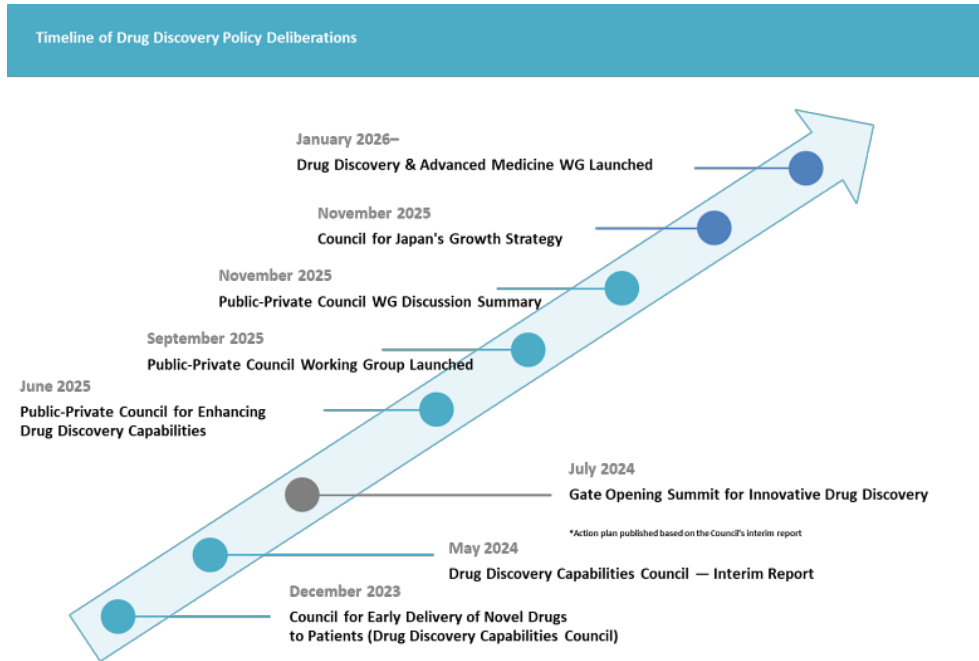 Timeline of Drug Discovery Policy Deliberations
January 2026–
Drug Discovery & Advanced Medicine WG Launched
November 2025
Council for Japan's Growth Strategy
November 2025
Public-Private Council WG Discussion Summary
September 2025
Public-Private Council Working Group Launched
June 2025
Public-Private Council for Enhancing
Drug Discovery Capabilities
July 2024
Gate Opening Summit for Innovative Drug Discovery
*Action plan published based on the Council's interim report
May 2024
Drug Discovery Capabilities Council — Interim Report
December 2023
Council for Early Delivery of Novel Drugs
to Patients (Drug Discovery Capabilities Council)